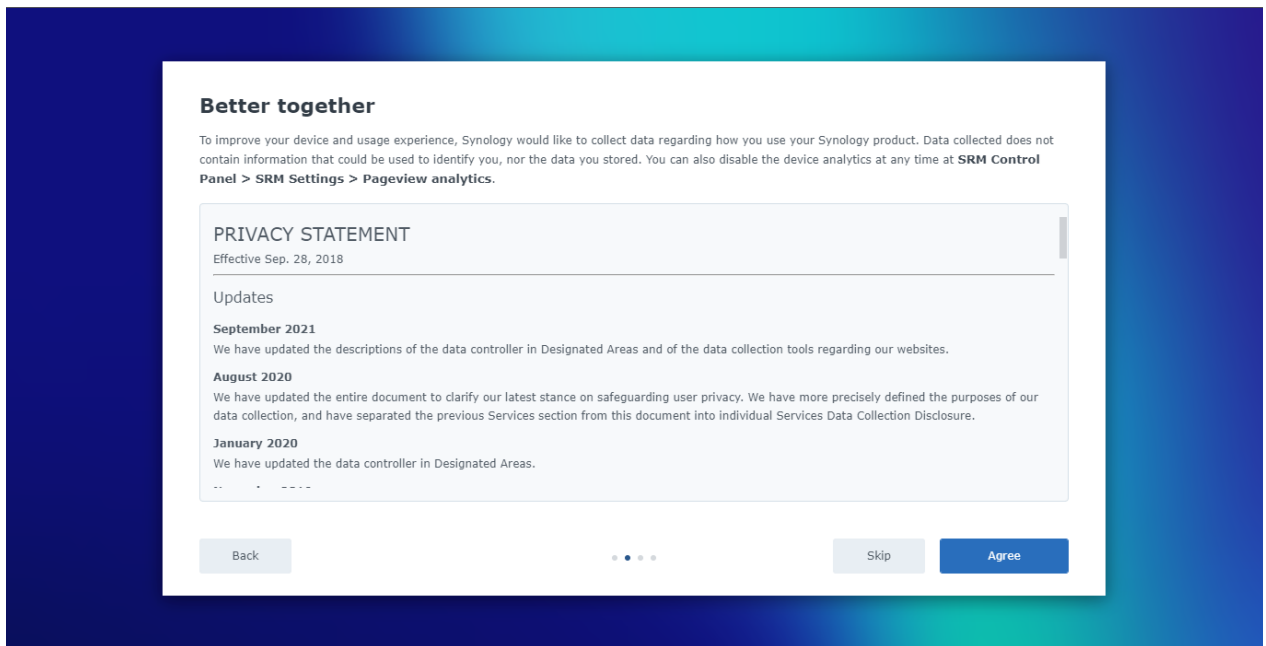 Better together
To improve your device and usage experience, Synology would like to collect data regarding how you use your Synology product. Data collected does not
contain information that could be used to identify you, nor the data you stored. You can also disable the device analytics at any time at SRM Control
Panel > SRM Settings > Pageview analytics.
PRIVACY STATEMENT
Effective Sep. 28, 2018
Updates
September 2021
We have updated the descriptions of the data controller in Designated Areas and of the data collection tools regarding our websites.
August 2020
We have updated the entire document to clarify our latest stance on safeguarding user privacy. We have more precisely defined the purposes of our
data collection, and have separated the previous Services section from this document into individual Services Data Collection Disclosure.
January 2020
We have updated the data controller in Designated Areas.
Back
Skip
Agree